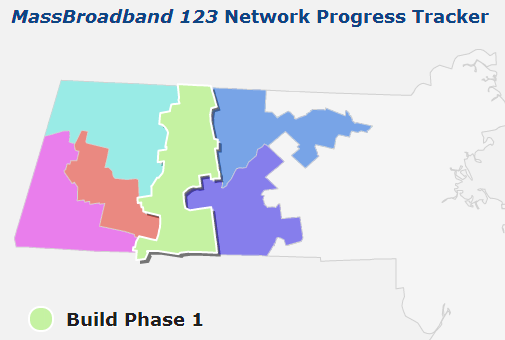 MassBroadband 123 Network Progress Tracker
Build Phase 1